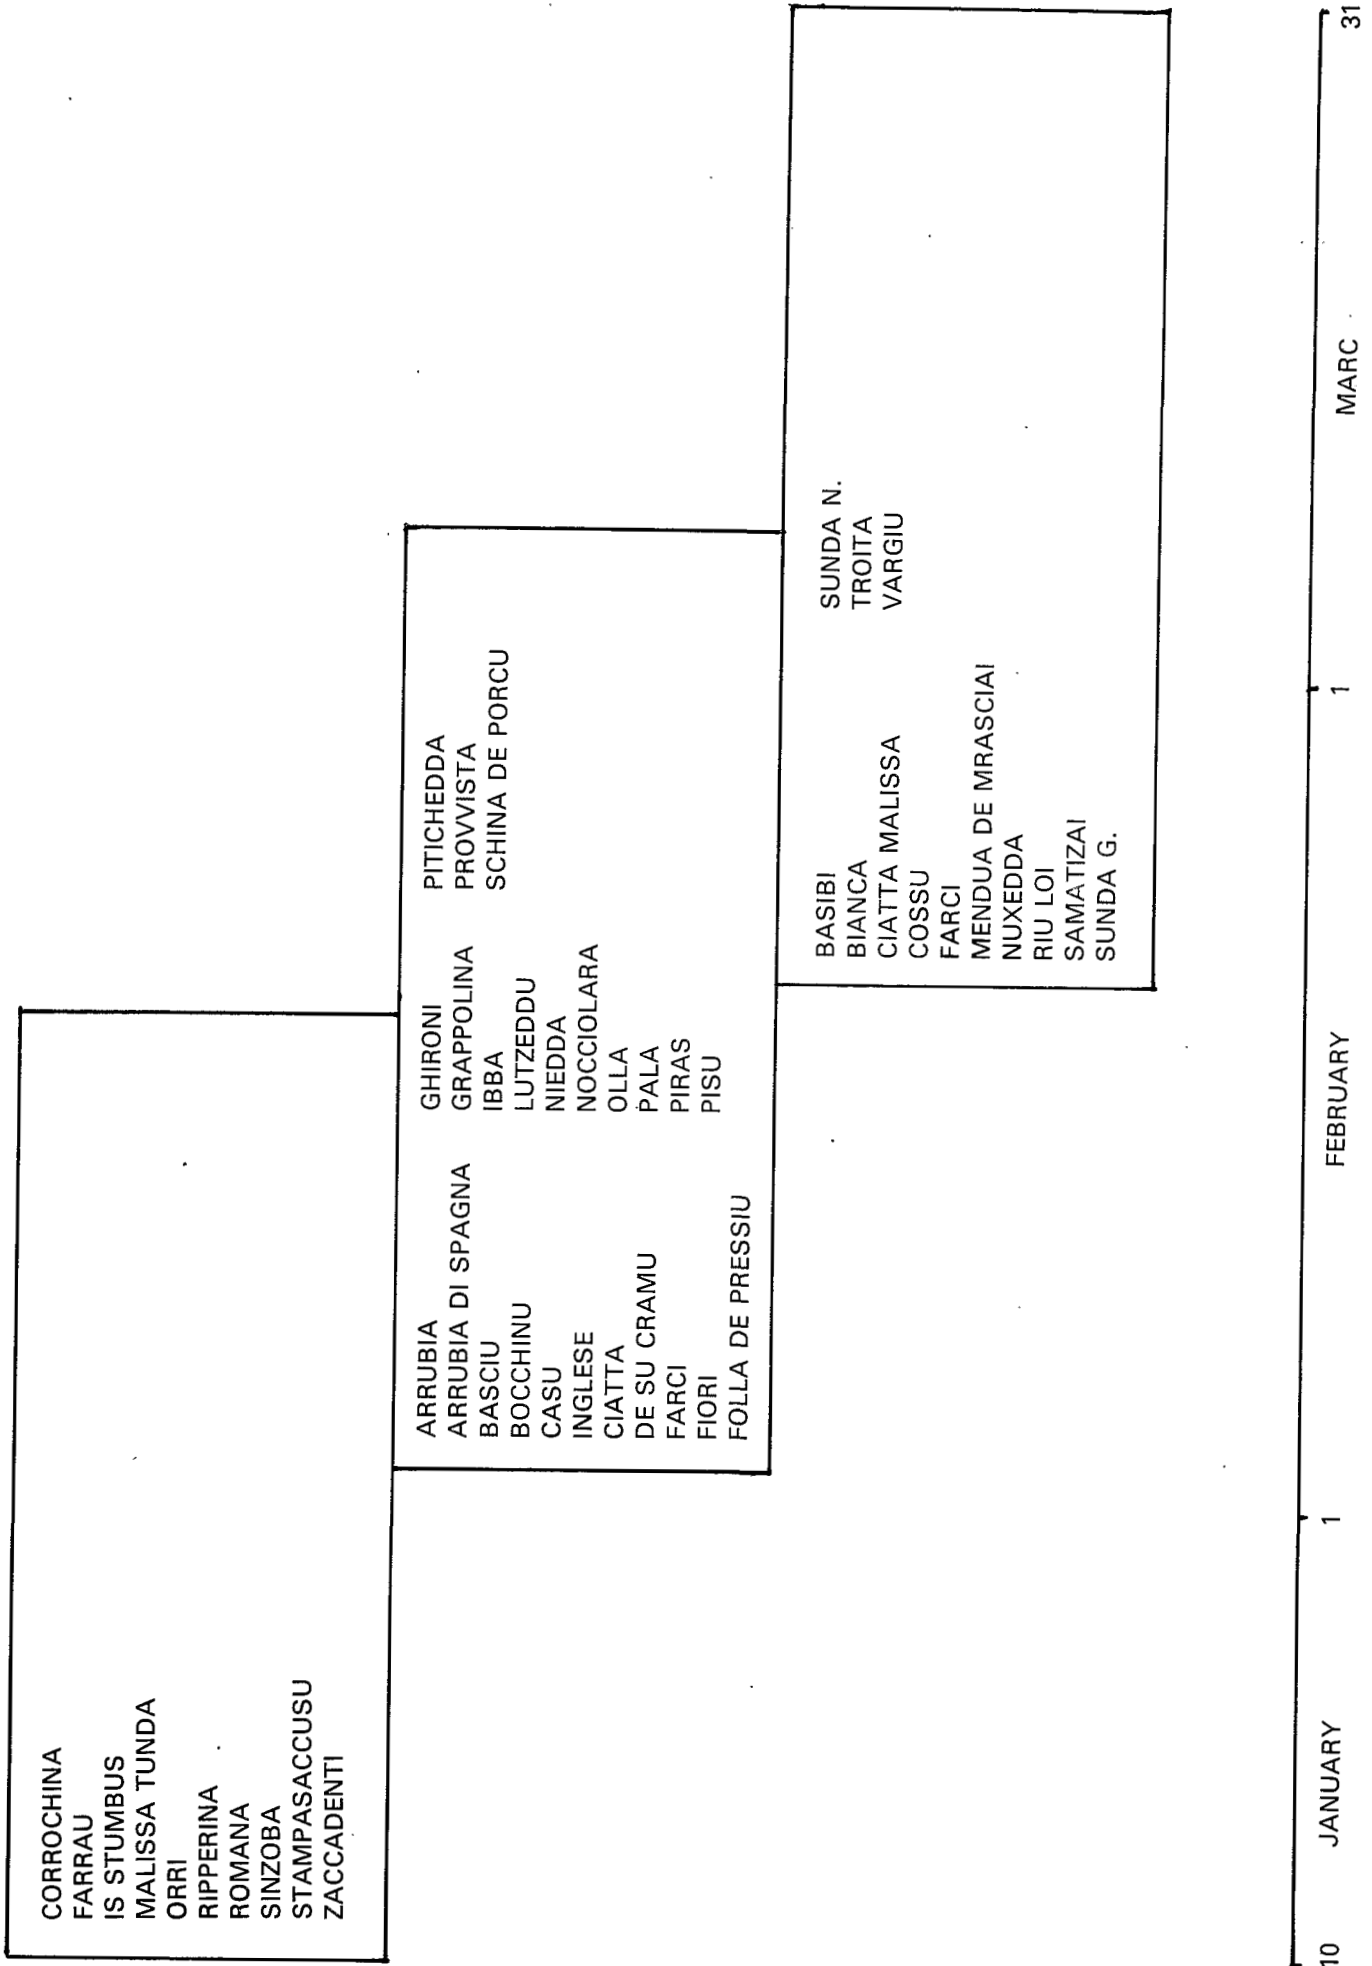 CORROCHINA
FARRAU
IS STUMBUS
MALISSA TUNDA
ORRI
RIPPERINA
ROMANA
SINZOBA
STAMPASACCUSU
ZACCADENTI
ARRUBIA
ARRUBIA DI SPAGNA
BASCIU
BOCCHINU
CASU
INGLESE
CIATTA
DE SU CRAMU
FARCI
FIORI
FOLLA DE PRESSIU
GHIRONI
GRAPPOLINA
IBBA
LUTZEDDU
NIEDDA
NOCCIOLARA
OLLA
PALA
PIRAS
PISU
PITICHEDDA
PROVVISTA
SCHINA DE PORCU
BASIBI
BIANCA
CIATTA MALISSA
COSSU
FARCI
MENDUA DE MRASCIAI
NUXEDDA
RIU LOI
SAMATIZAI
SUNDA G.
SUNDA N.
TROITA
VARGIU
10 JANUARY 1 FEBRUARY 1 MARC 31